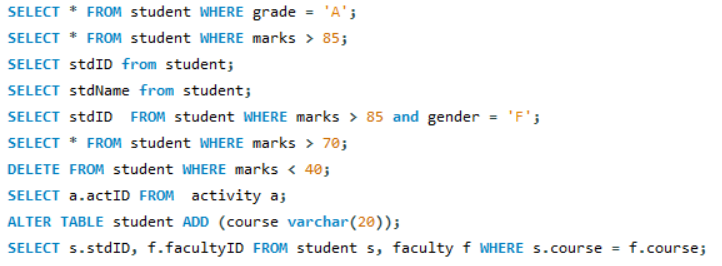 SELECT * FROM student WHERE grade = 'A';
SELECT * FROM student WHERE marks > 85;
SELECT stdID from student;
SELECT stdName from student;
SELECT stdID  FROM student WHERE marks > 85 and gender = 'F';
SELECT * FROM student WHERE marks > 70;
DELETE FROM student WHERE marks < 40;
SELECT a.actID FROM  activity a;
ALTER TABLE student ADD (course varchar(20));
SELECT s.stdID, f.facultyID FROM student s, faculty f WHERE s.course = f.course;